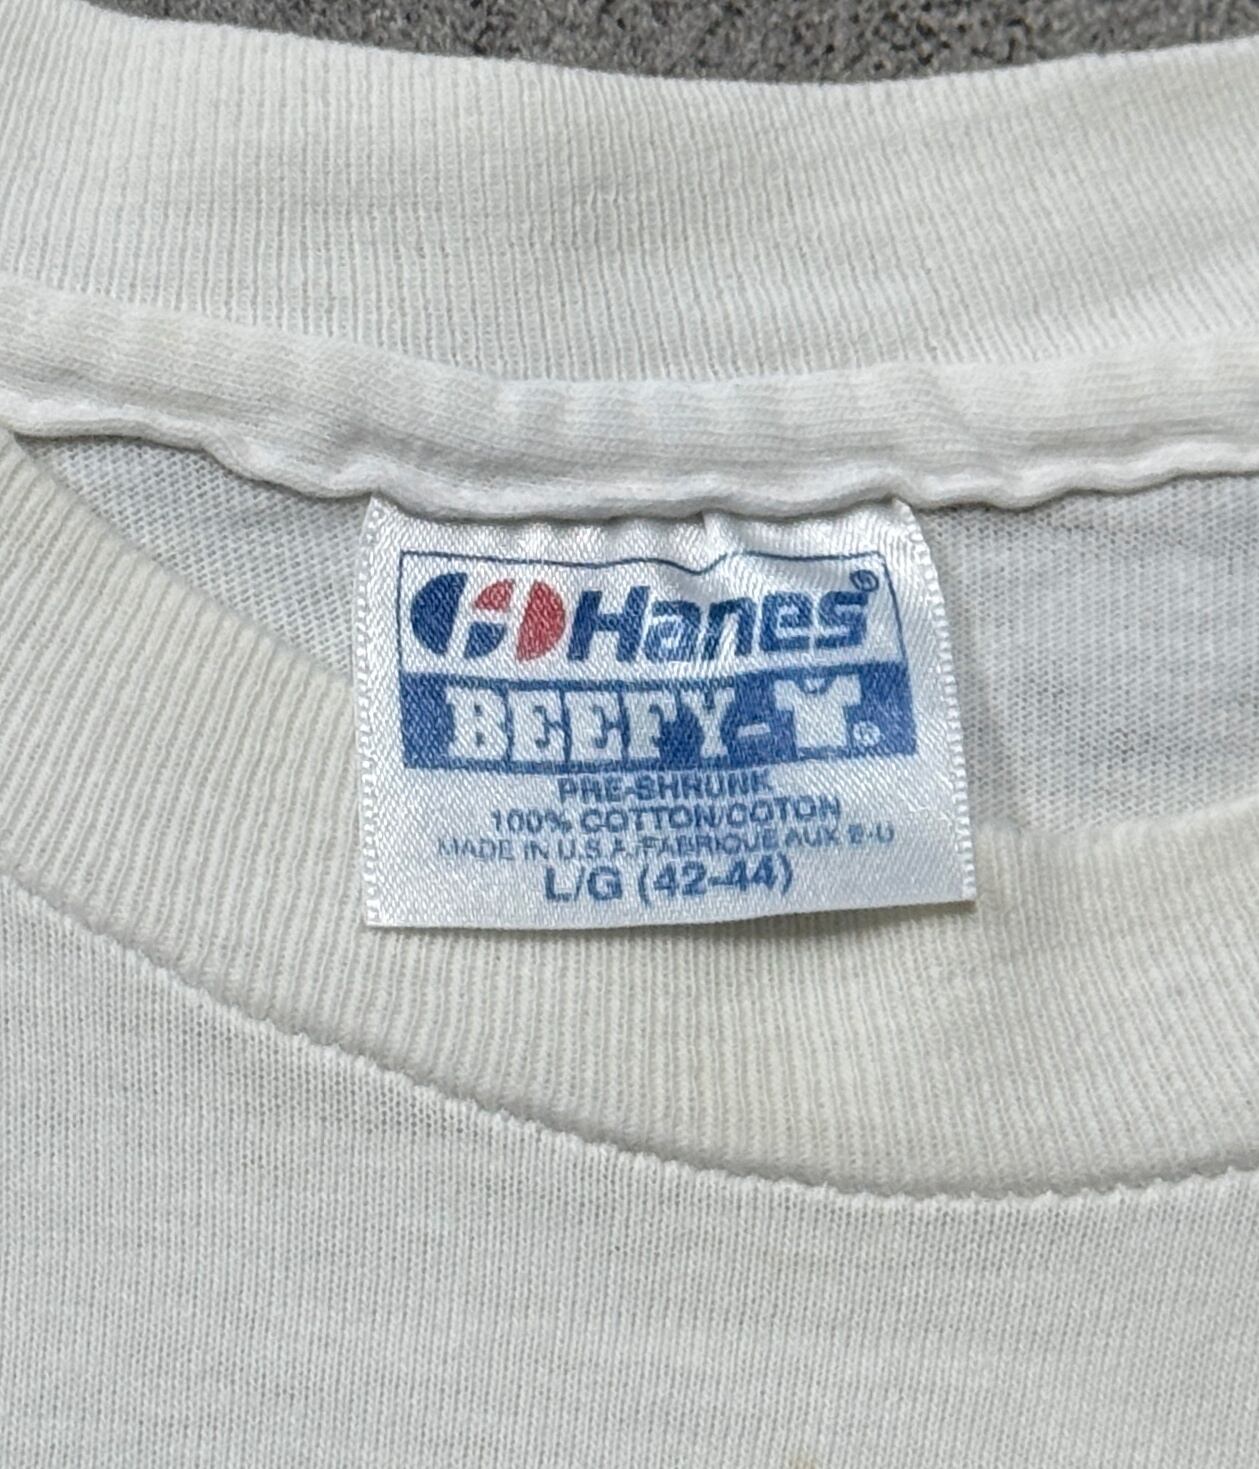 Hanes®
BEEFY-®
PRE-SHRUNK
100% COTTON/COTON
MADE IN U.S.A./FABRIQUE AUX E-U
L/G (42-44)